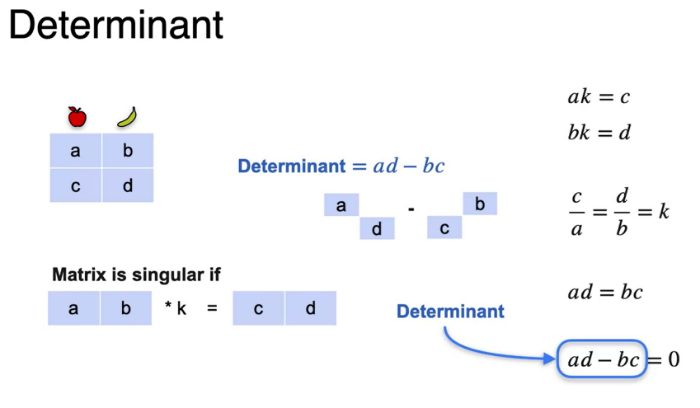 Determinant
a b
c d
Determinant = ad − bc
a - b
d c
Matrix is singular if
a b * k = c d
Determinant
ak = c
bk = d
c/a = d/b = k
ad = bc
ad − bc = 0